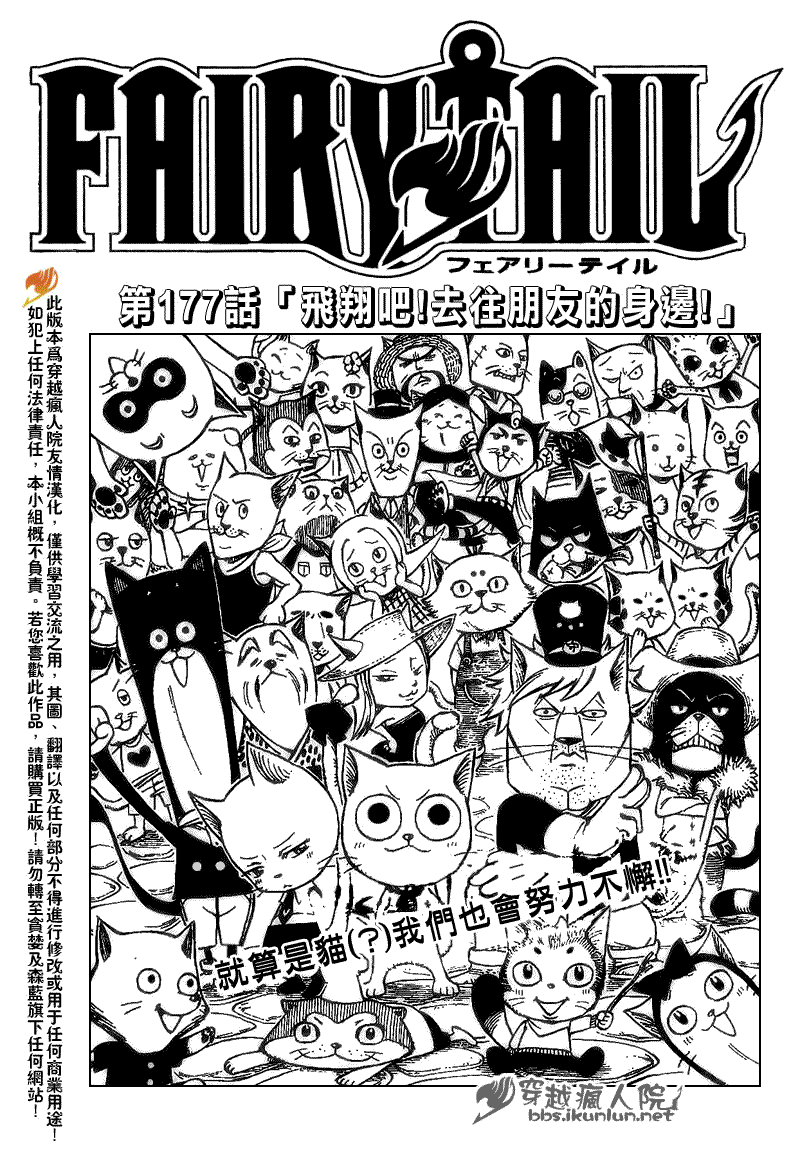 FAIRY TAIL
フェアリーテイル
第177話「飛翔吧!去往朋友的身邊!」
此版本爲穿越瘋人院友情漢化，僅供學習交流之用，其圖、翻譯以及任何部分不得進行修改或用于任何商業用途！
如犯上任何法律責任，本小組概不負責。若您喜歡此作品，請購買正版！請勿轉至貪婪及森藍旗下任何網站！
就算是貓(?)我們也會努力不懈!!
穿越瘋人院
bbs.ikunlun.net